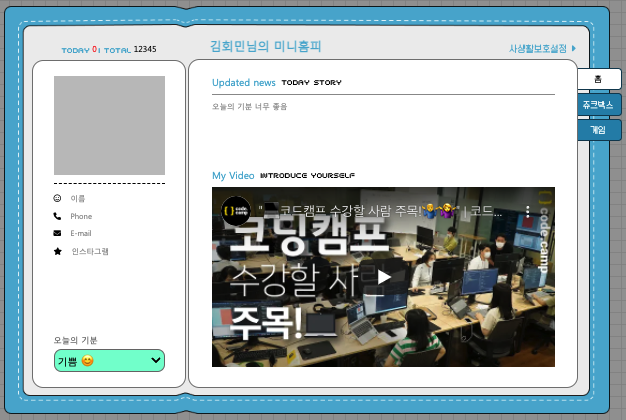 TODAY 0 | TOTAL 12345
김회민님의 미니홈피
사생활보호설정 ▸
홈
쥬크박스
게임
이름
Phone
E-mail
인스타그램
오늘의 기분
기쁨 😊
Updated news TODAY STORY
오늘의 기분 너무 좋음
My Video INTRODUCE YOURSELF
코드캠프 수강할 사람 주목! | 코드...
[ ] code camp
코딩캠프
수강할 사람
주목!
code camp